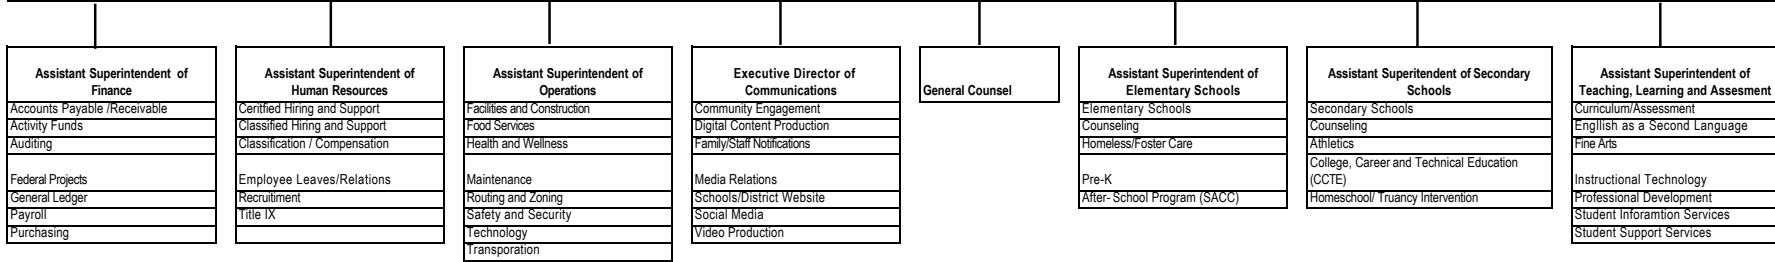 Assistant Superintendent of
Finance
Accounts Payable /Receivable
Activity Funds
Auditing
Federal Projects
General Ledger
Payroll
Purchasing
Assistant Superintendent of
Human Resources
Ceritfied Hiring and Support
Classified Hiring and Support
Classification / Compensation
Employee Leaves/Relations
Recruitiment
Title IX
Assistant Superintendent of
Operations
Facilities and Construction
Food Services
Health and Wellness
Maintenance
Routing and Zoning
Safety and Security
Technology
Transporation
Executive Director of
Communications
Community Engagement
Digital Content Production
Family/Staff Notifications
Media Relations
Schools/District Website
Social Media
Video Production
General Counsel
Assistant Superintendent of
Elementary Schools
Elementary Schools
Counseling
Homeless/Foster Care
Pre-K
After- School Program (SACC)
Assistant Superitendent of Secondary
Schools
Secondary Schools
Counseling
Athletics
College, Career and Technical Education
(CCTE)
Homeschool/ Truancy Intervention
Assistant Superintendent of
Teaching, Learning and Assesment
Curriculum/Assessment
Engllish as a Second Language
Fine Arts
Instructional Technology
Professional Development
Student Inforamtion Services
Student Support Services